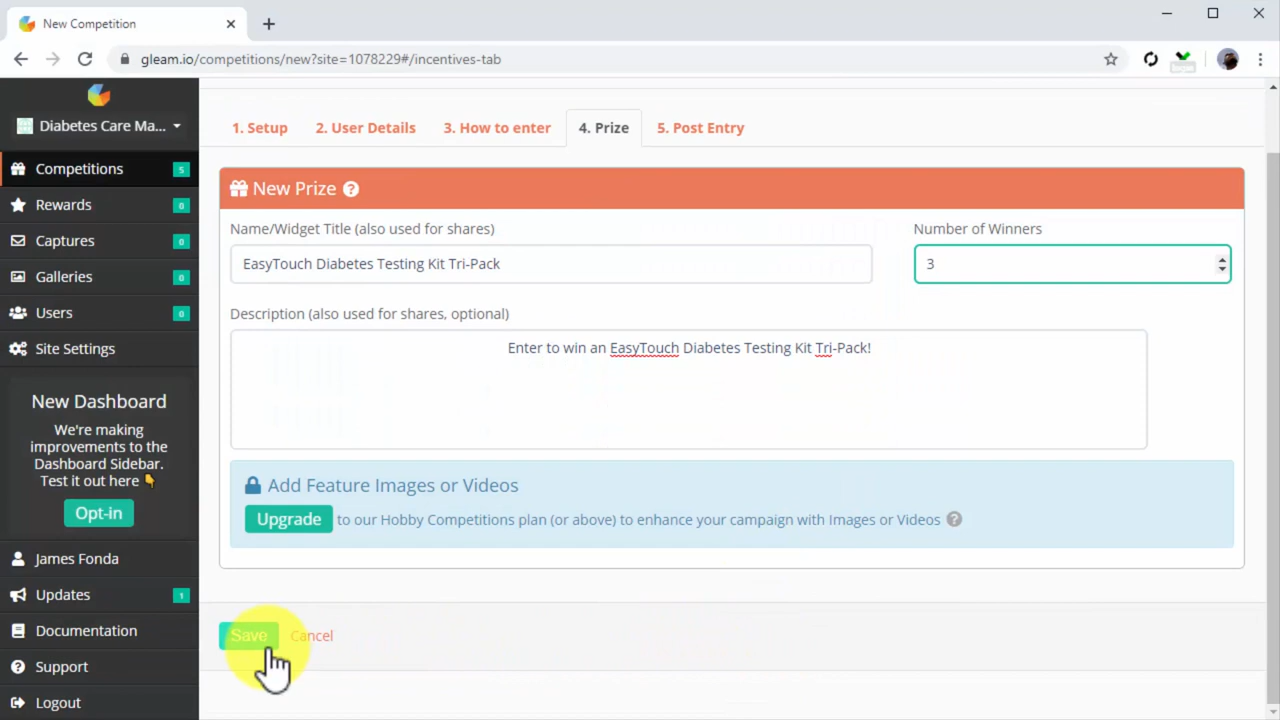 New Competition
gleam.io/competitions/new?site=1078229#/incentives-tab
Diabetes Care Ma...
Competitions 5
Rewards 0
Captures 0
Galleries 0
Users 0
Site Settings
New Dashboard
We're making
improvements to the
Dashboard Sidebar.
Test it out here 👇
Opt-in
James Fonda
Updates 1
Documentation
Support
Logout
1. Setup 2. User Details 3. How to enter 4. Prize 5. Post Entry
New Prize ?
Name/Widget Title (also used for shares) Number of Winners
EasyTouch Diabetes Testing Kit Tri-Pack 3
Description (also used for shares, optional)
Enter to win an EasyTouch Diabetes Testing Kit Tri-Pack!
Add Feature Images or Videos
Upgrade to our Hobby Competitions plan (or above) to enhance your campaign with Images or Videos ?
Save Cancel